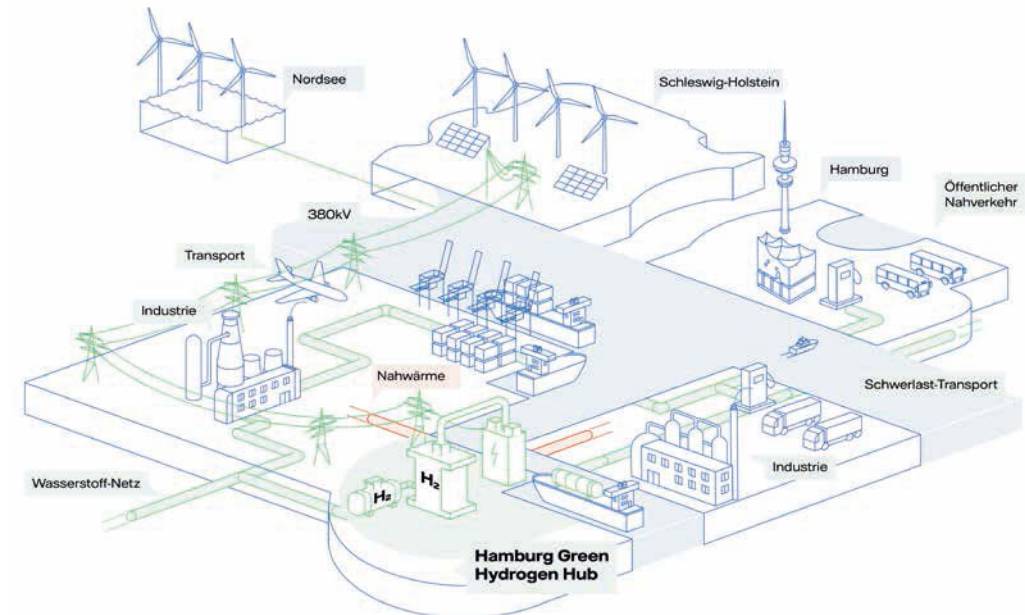 Nordsee
Schleswig-Holstein
Hamburg
Öffentlicher
Nahverkehr
380kV
Transport
Industrie
Nahwärme
Schwerlast-Transport
Industrie
Wasserstoff-Netz
H₂
H₂
Hamburg Green
Hydrogen Hub